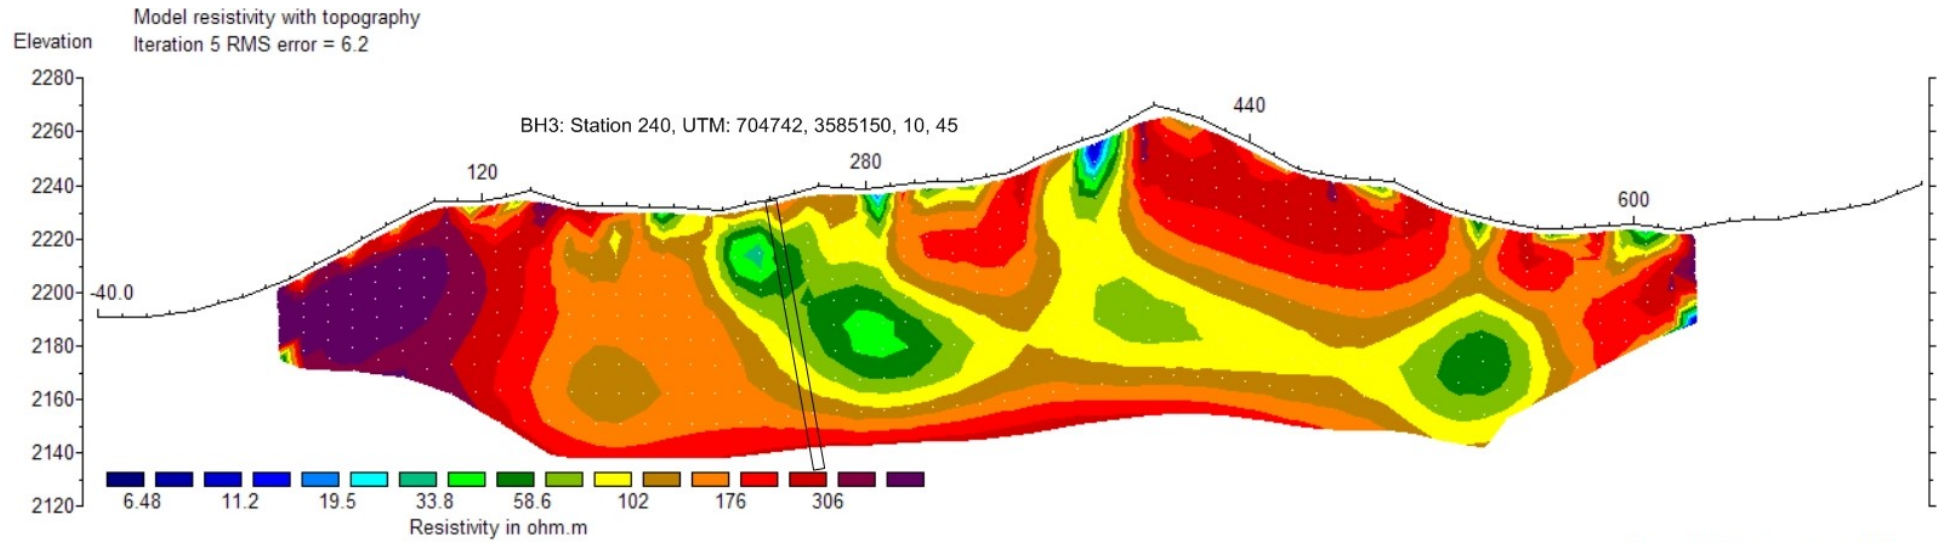 Model resistivity with topography
Elevation
Iteration 5 RMS error = 6.2
2280
BH3: Station 240, UTM: 704742, 3585150, 10, 45
440
2260
280
120
2240
600
2220
-40.0
2200
2180
2160
2140
6.48 11.2 19.5 33.8 58.6 102 176 306
2120
Resistivity in ohm.m